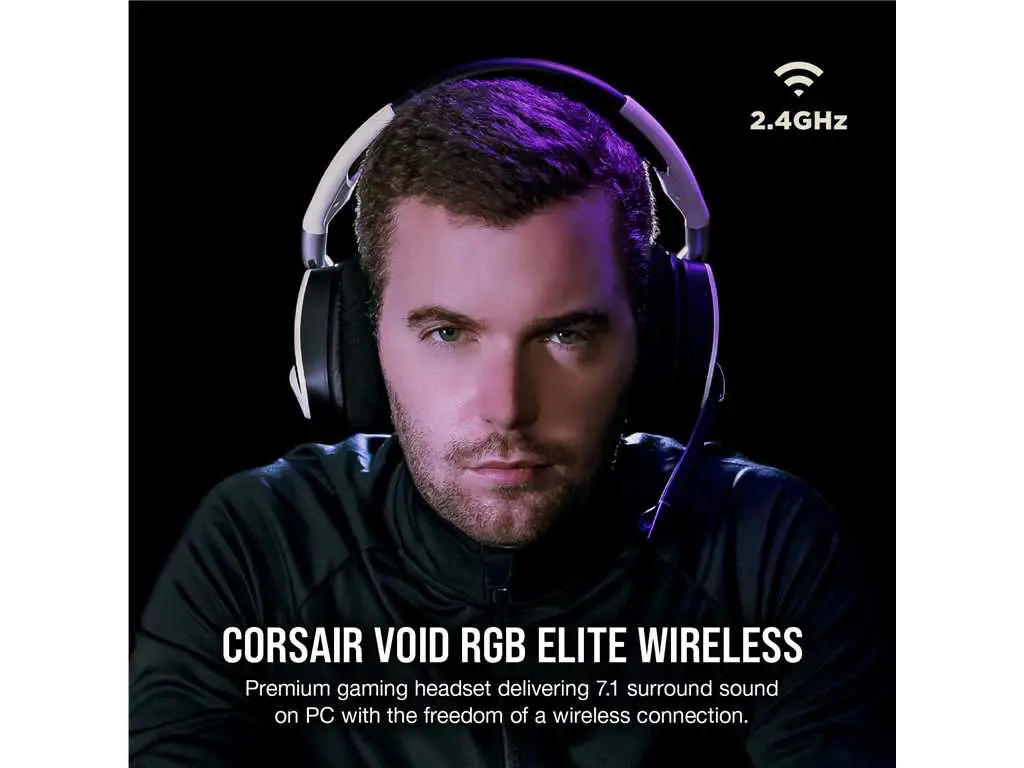 2.4GHz
CORSAIR VOID RGB ELITE WIRELESS
Premium gaming headset delivering 7.1 surround sound
on PC with the freedom of a wireless connection.